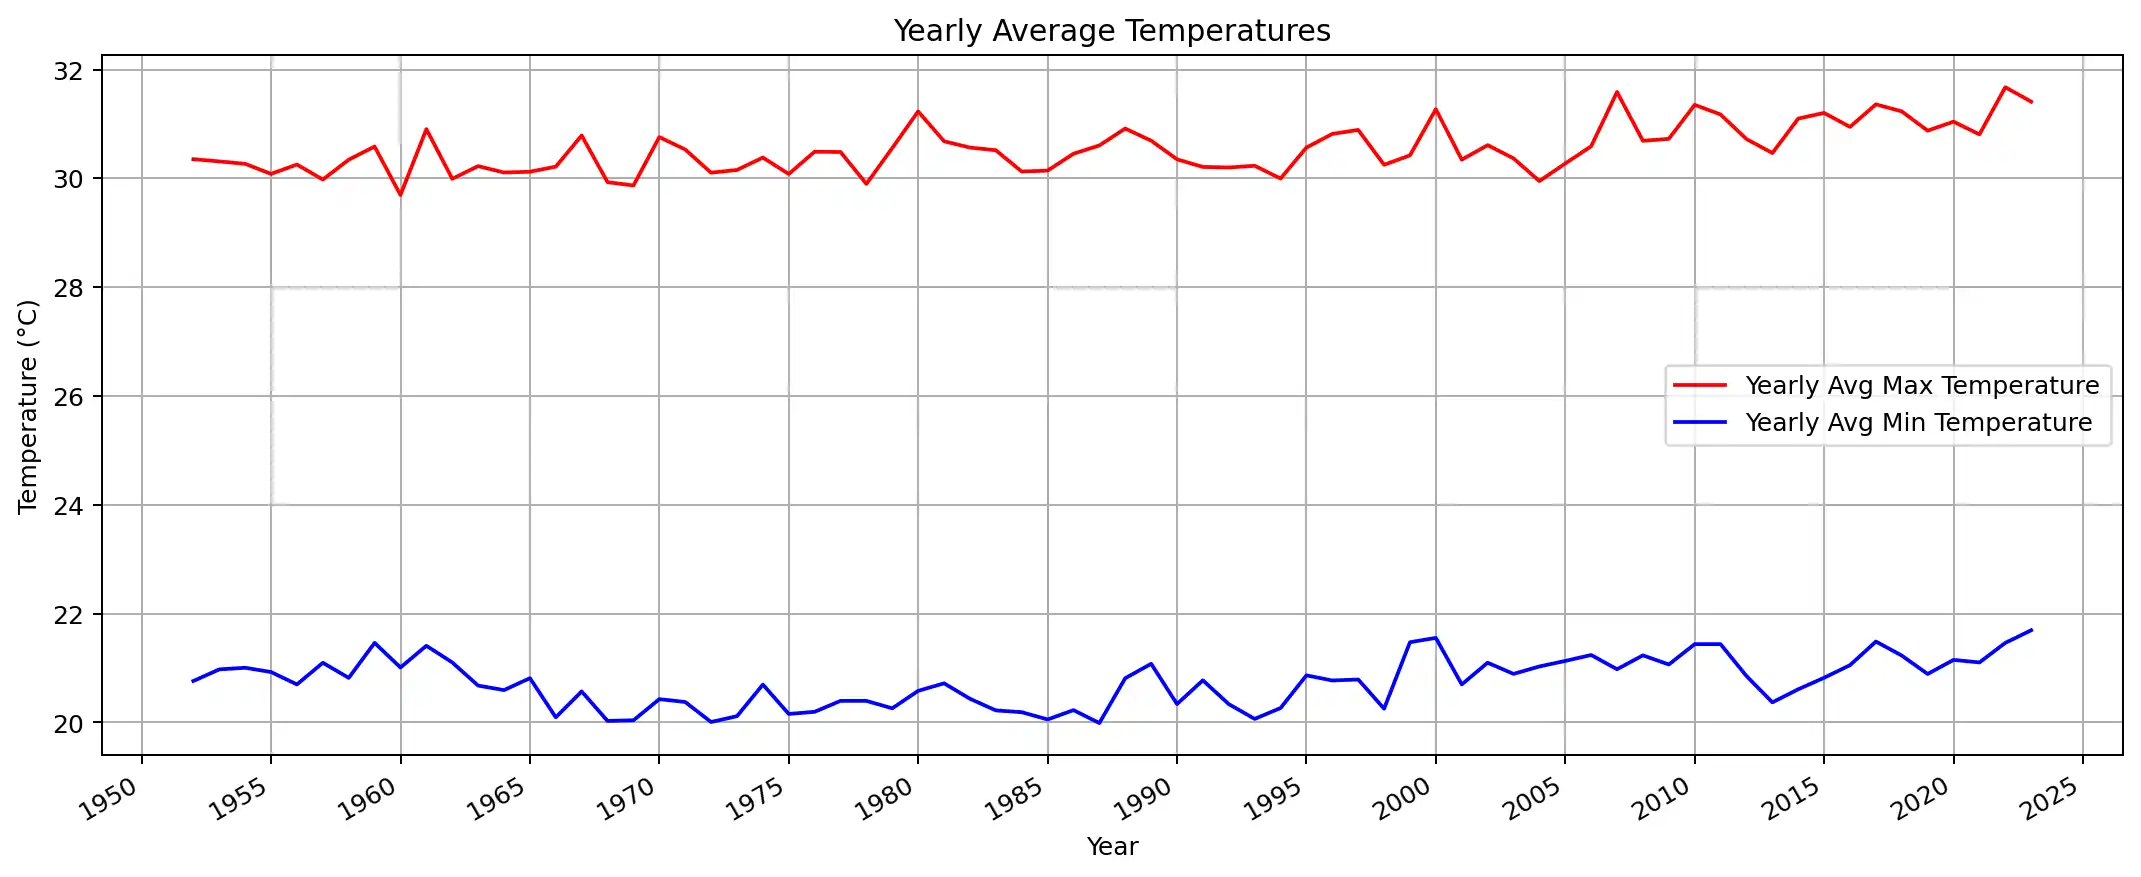 Yearly Average Temperatures
32
30
28
26
24
22
20
Temperature (°C)
Yearly Avg Max Temperature
Yearly Avg Min Temperature
1950 1955 1960 1965 1970 1975 1980 1985 1990 1995 2000 2005 2010 2015 2020 2025
Year